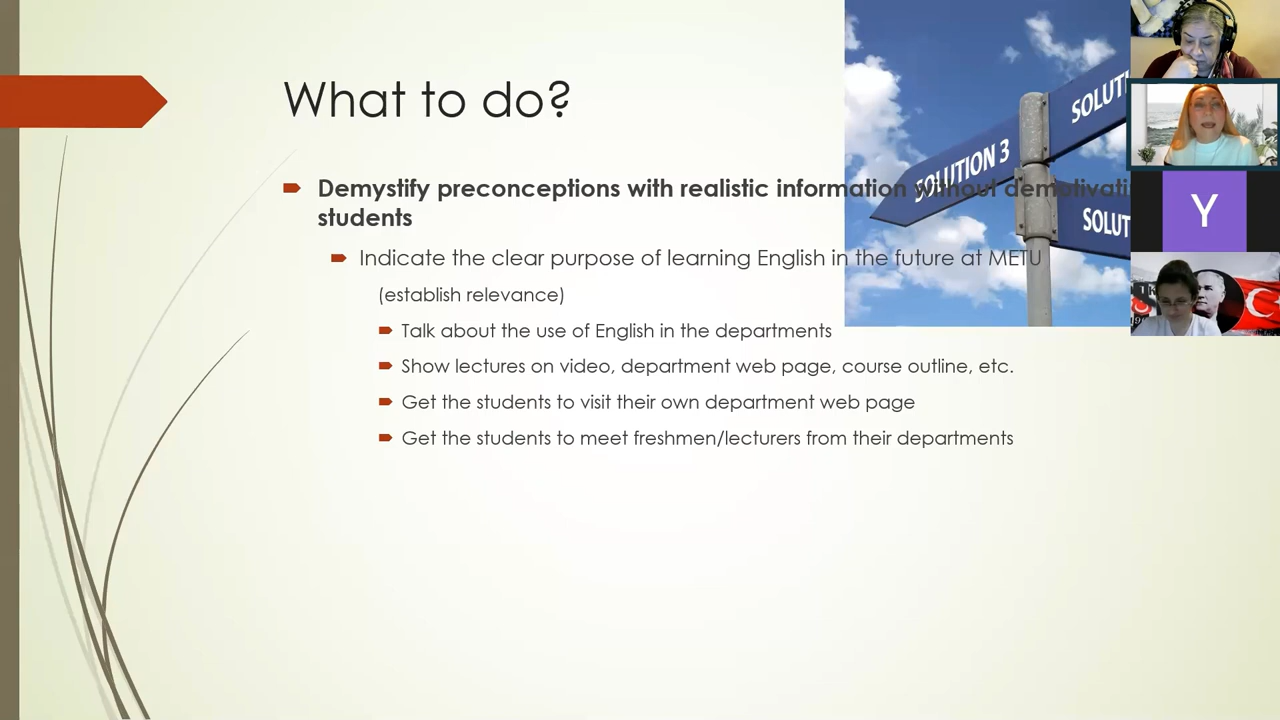 What to do?
Demystify preconceptions with realistic information without
students
Indicate the clear purpose of learning English in the future at METU
(establish relevance)
Talk about the use of English in the departments
Show lectures on video, department web page, course outline, etc.
Get the students to visit their own department web page
Get the students to meet freshmen/lecturers from their departments
SOLUTION 3
Y